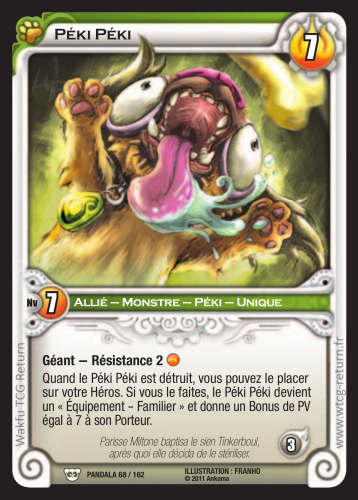 Péki Péki
7
Nv 7 Allié – Monstre – Péki – Unique
Géant – Résistance 2
Quand le Péki Péki est détruit, vous pouvez le placer
sur votre Héros. Si vous le faites, le Péki Péki devient
un « Équipement - Familier » et donne un Bonus de PV
égal à 7 à son Porteur.
Parisse Miltone baptisa le sien Tinkerboul,
après quoi elle décida de le stériliser.
3
PANDALA 68 / 162
ILLUSTRATION : FRANHO
© 2011 Ankama
Wakfu TCG Return
www.wtcg-return.fr